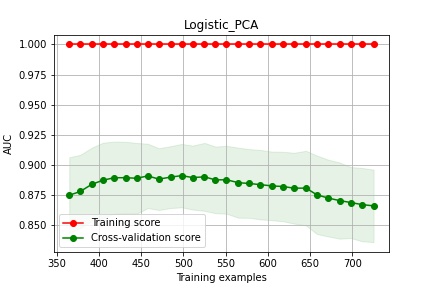 Logistic_PCA
AUC
1.000
0.975
0.950
0.925
0.900
0.875
0.850
Training score
Cross-validation score
350 400 450 500 550 600 650 700
Training examples